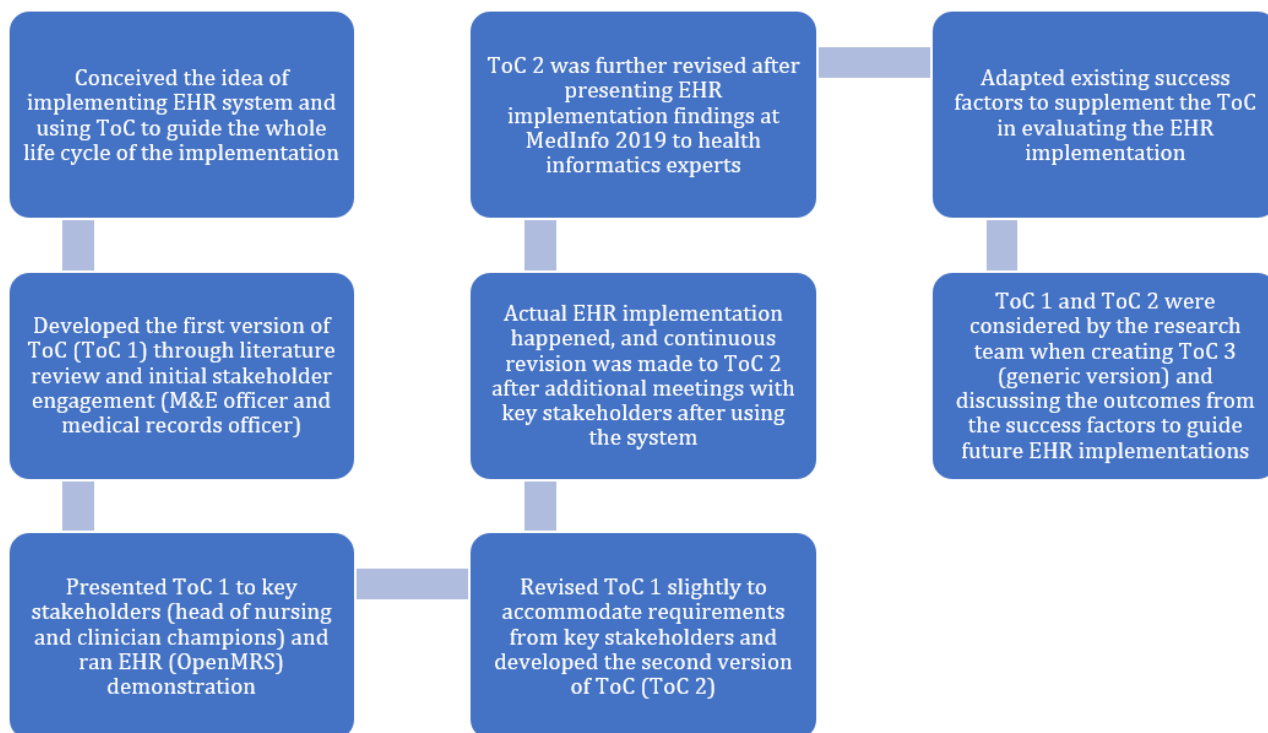 Conceived the idea of
implementing EHR system and
using ToC to guide the whole
life cycle of the implementation
Developed the first version of
ToC (ToC 1) through literature
review and initial stakeholder
engagement (M&E officer and
medical records officer)
Presented ToC 1 to key
stakeholders (head of nursing
and clinician champions) and
ran EHR (OpenMRS)
demonstration
Revised ToC 1 slightly to
accommodate requirements
from key stakeholders and
developed the second version
of ToC (ToC 2)
Actual EHR implementation
happened, and continuous
revision was made to ToC 2
after additional meetings with
key stakeholders after using
the system
ToC 2 was further revised after
presenting EHR
implementation findings at
MedInfo 2019 to health
informatics experts
Adapted existing success
factors to supplement the ToC
in evaluating the EHR
implementation
ToC 1 and ToC 2 were
considered by the research
team when creating ToC 3
(generic version) and
discussing the outcomes from
the success factors to guide
future EHR implementations